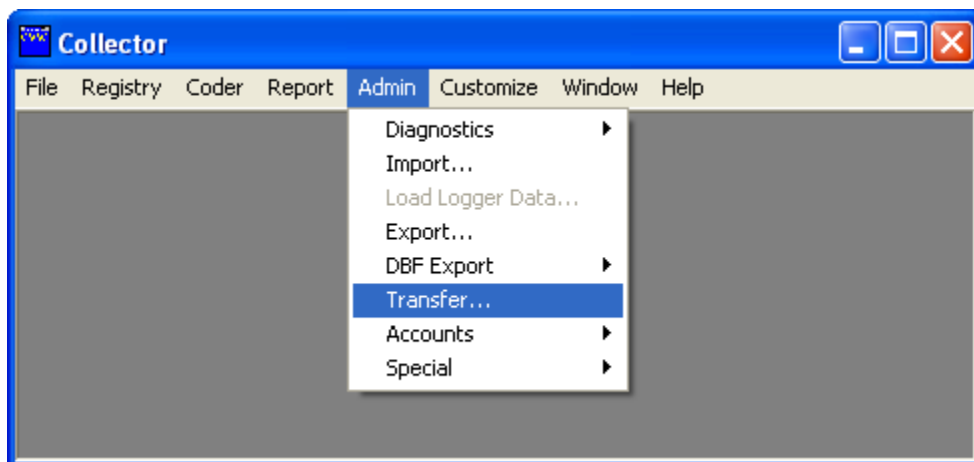 Collector
File Registry Coder Report Admin Customize Window Help
Diagnostics
Import...
Load Logger Data...
Export...
DBF Export
Transfer...
Accounts
Special